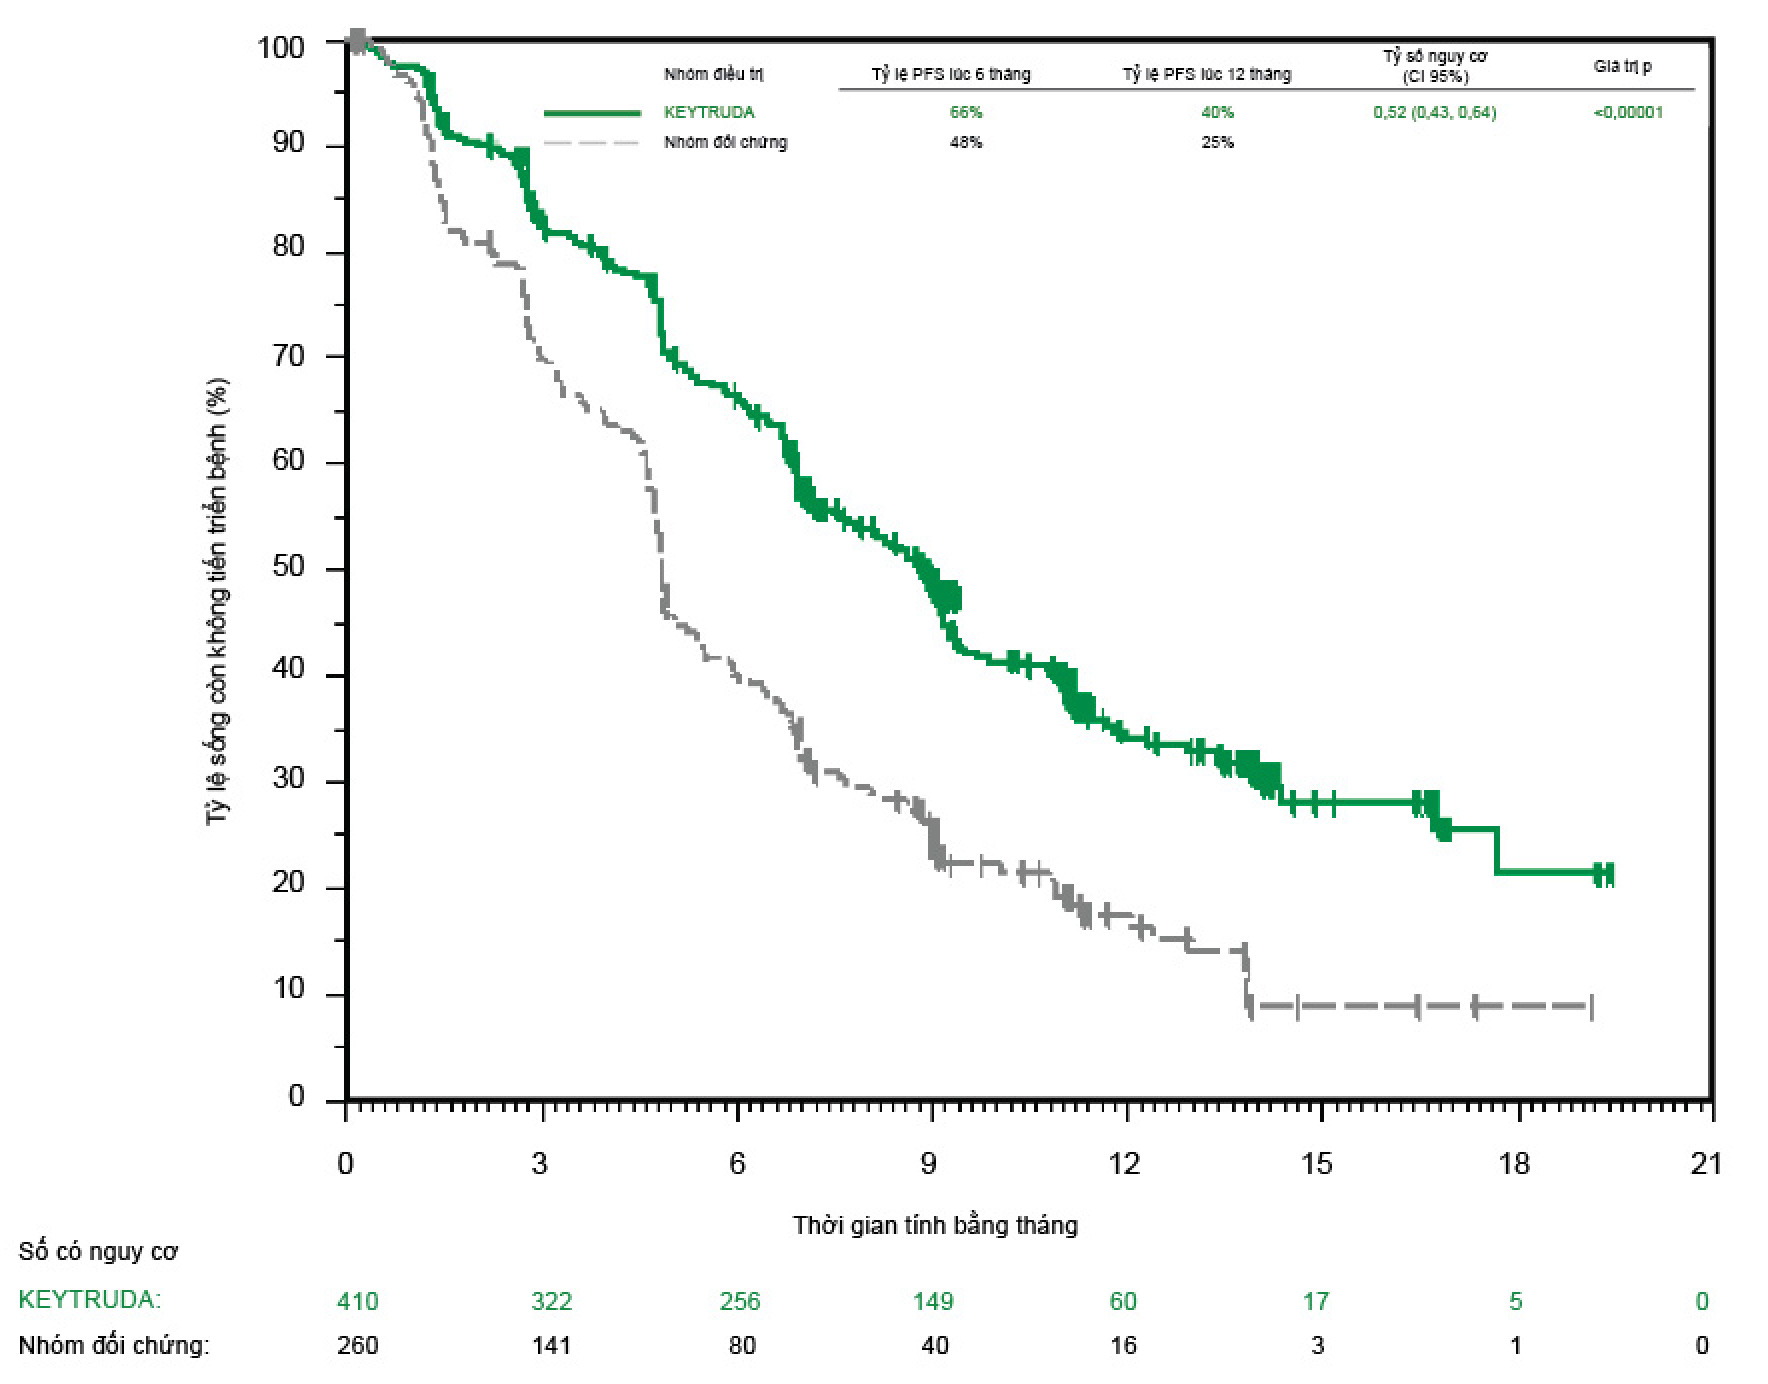 Nhóm điều trị Tỷ lệ PFS lúc 6 tháng Tỷ lệ PFS lúc 12 tháng Tỷ số nguy cơ (CI 95%) Giá trị p
KEYTRUDA 66% 40% 0,52 (0,43, 0,64) <0,00001
Nhóm đối chứng 48% 25%
Tỷ lệ sống còn không tiến triển bệnh (%)
100
90
80
70
60
50
40
30
20
10
0
0 3 6 9 12 15 18 21
Thời gian tính bằng tháng
Số có nguy cơ
KEYTRUDA: 410 322 256 149 60 17 5 0
Nhóm đối chứng: 260 141 80 40 16 3 1 0